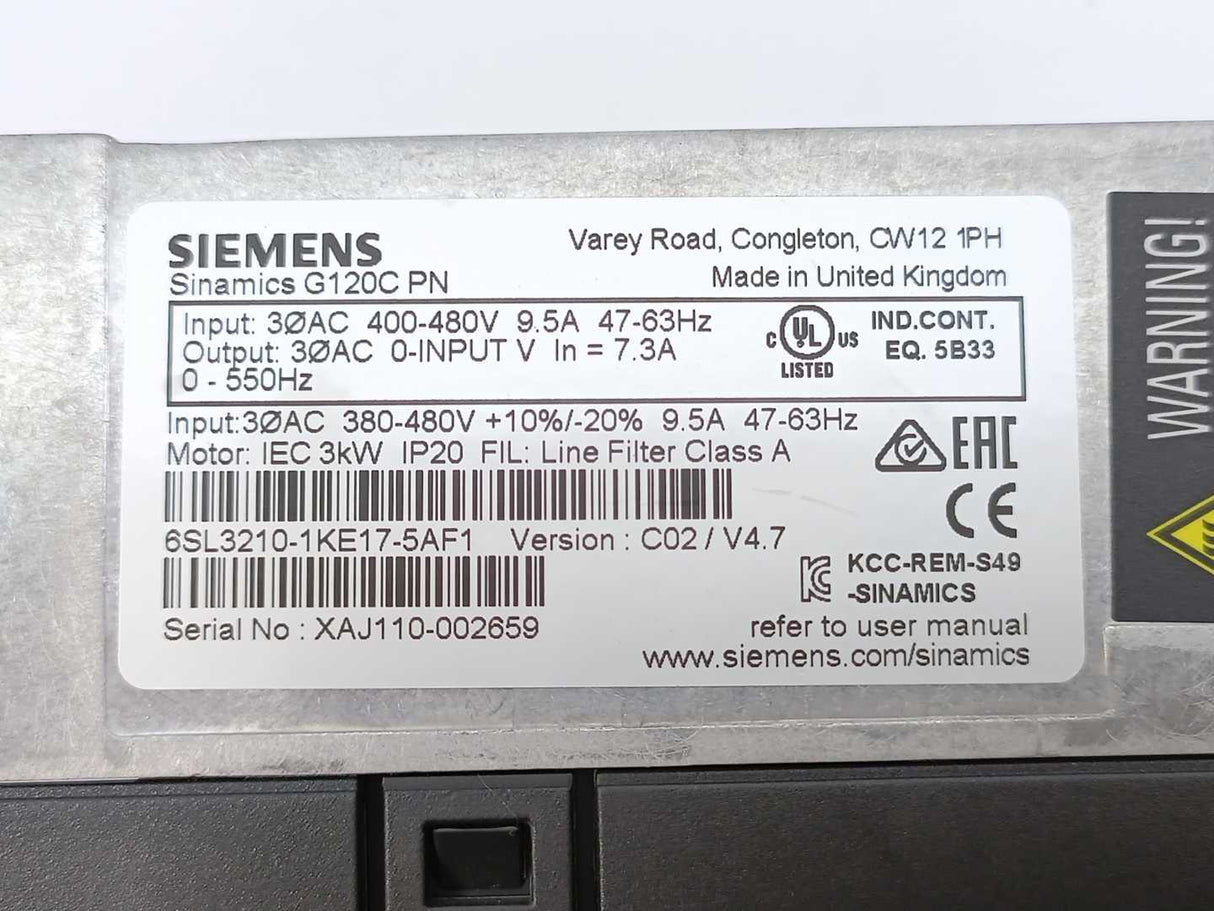 SIEMENS
Sinamics G120C PN
Varey Road, Congleton, CW12 1PH
Made in United Kingdom
Input: 3ØAC 400-480V 9.5A 47-63Hz
Output: 3ØAC 0-INPUT V In = 7.3A
0 - 550Hz
c UL US
LISTED
IND.CONT.
EQ. 5B33
Input:3ØAC 380-480V +10%/-20% 9.5A 47-63Hz
Motor: IEC 3kW IP20 FIL: Line Filter Class A
EAC
CE
6SL3210-1KE17-5AF1 Version : C02 / V4.7
KCC-REM-S49
-SINAMICS
Serial No : XAJ110-002659
refer to user manual
www.siemens.com/sinamics
WARNING!